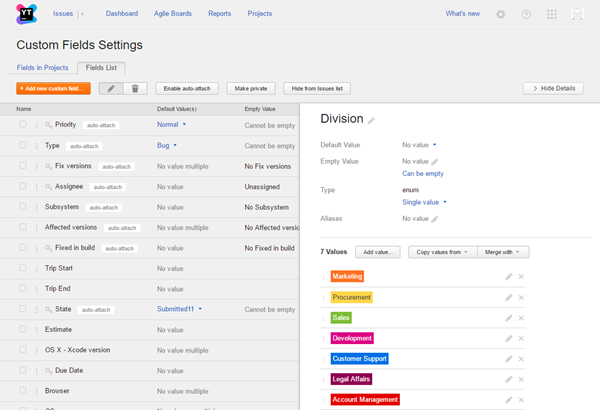 YT
Issues Dashboard Agile Boards Reports Projects What's new
Custom Fields Settings
Fields in Projects Fields List
+ Add new custom field... Enable auto-attach Make private Hide from Issues list > Hide Details
Name Default Value(s) Empty Value
Priority auto-attach Normal Cannot be empty
Type auto-attach Bug Cannot be empty
Fix versions auto-attach No value multiple No Fix versions
Assignee auto-attach No value Unassigned
Subsystem auto-attach No value No Subsystem
Affected versions auto-attach No value multiple No Affected version
Fixed in build auto-attach No value No Fixed in build
Trip Start No value
Trip End No value
State auto-attach Submitted11 Cannot be empty
Estimate No value
OS X - Xcode version No value multiple
Due Date No value
Browser No value multiple
Division
Default Value No value
Empty Value No value
Can be empty
Type enum
Single value
Aliases No value
7 Values Add value... Copy values from Merge with
Marketing
Procurement
Sales
Development
Customer Support
Legal Affairs
Account Management